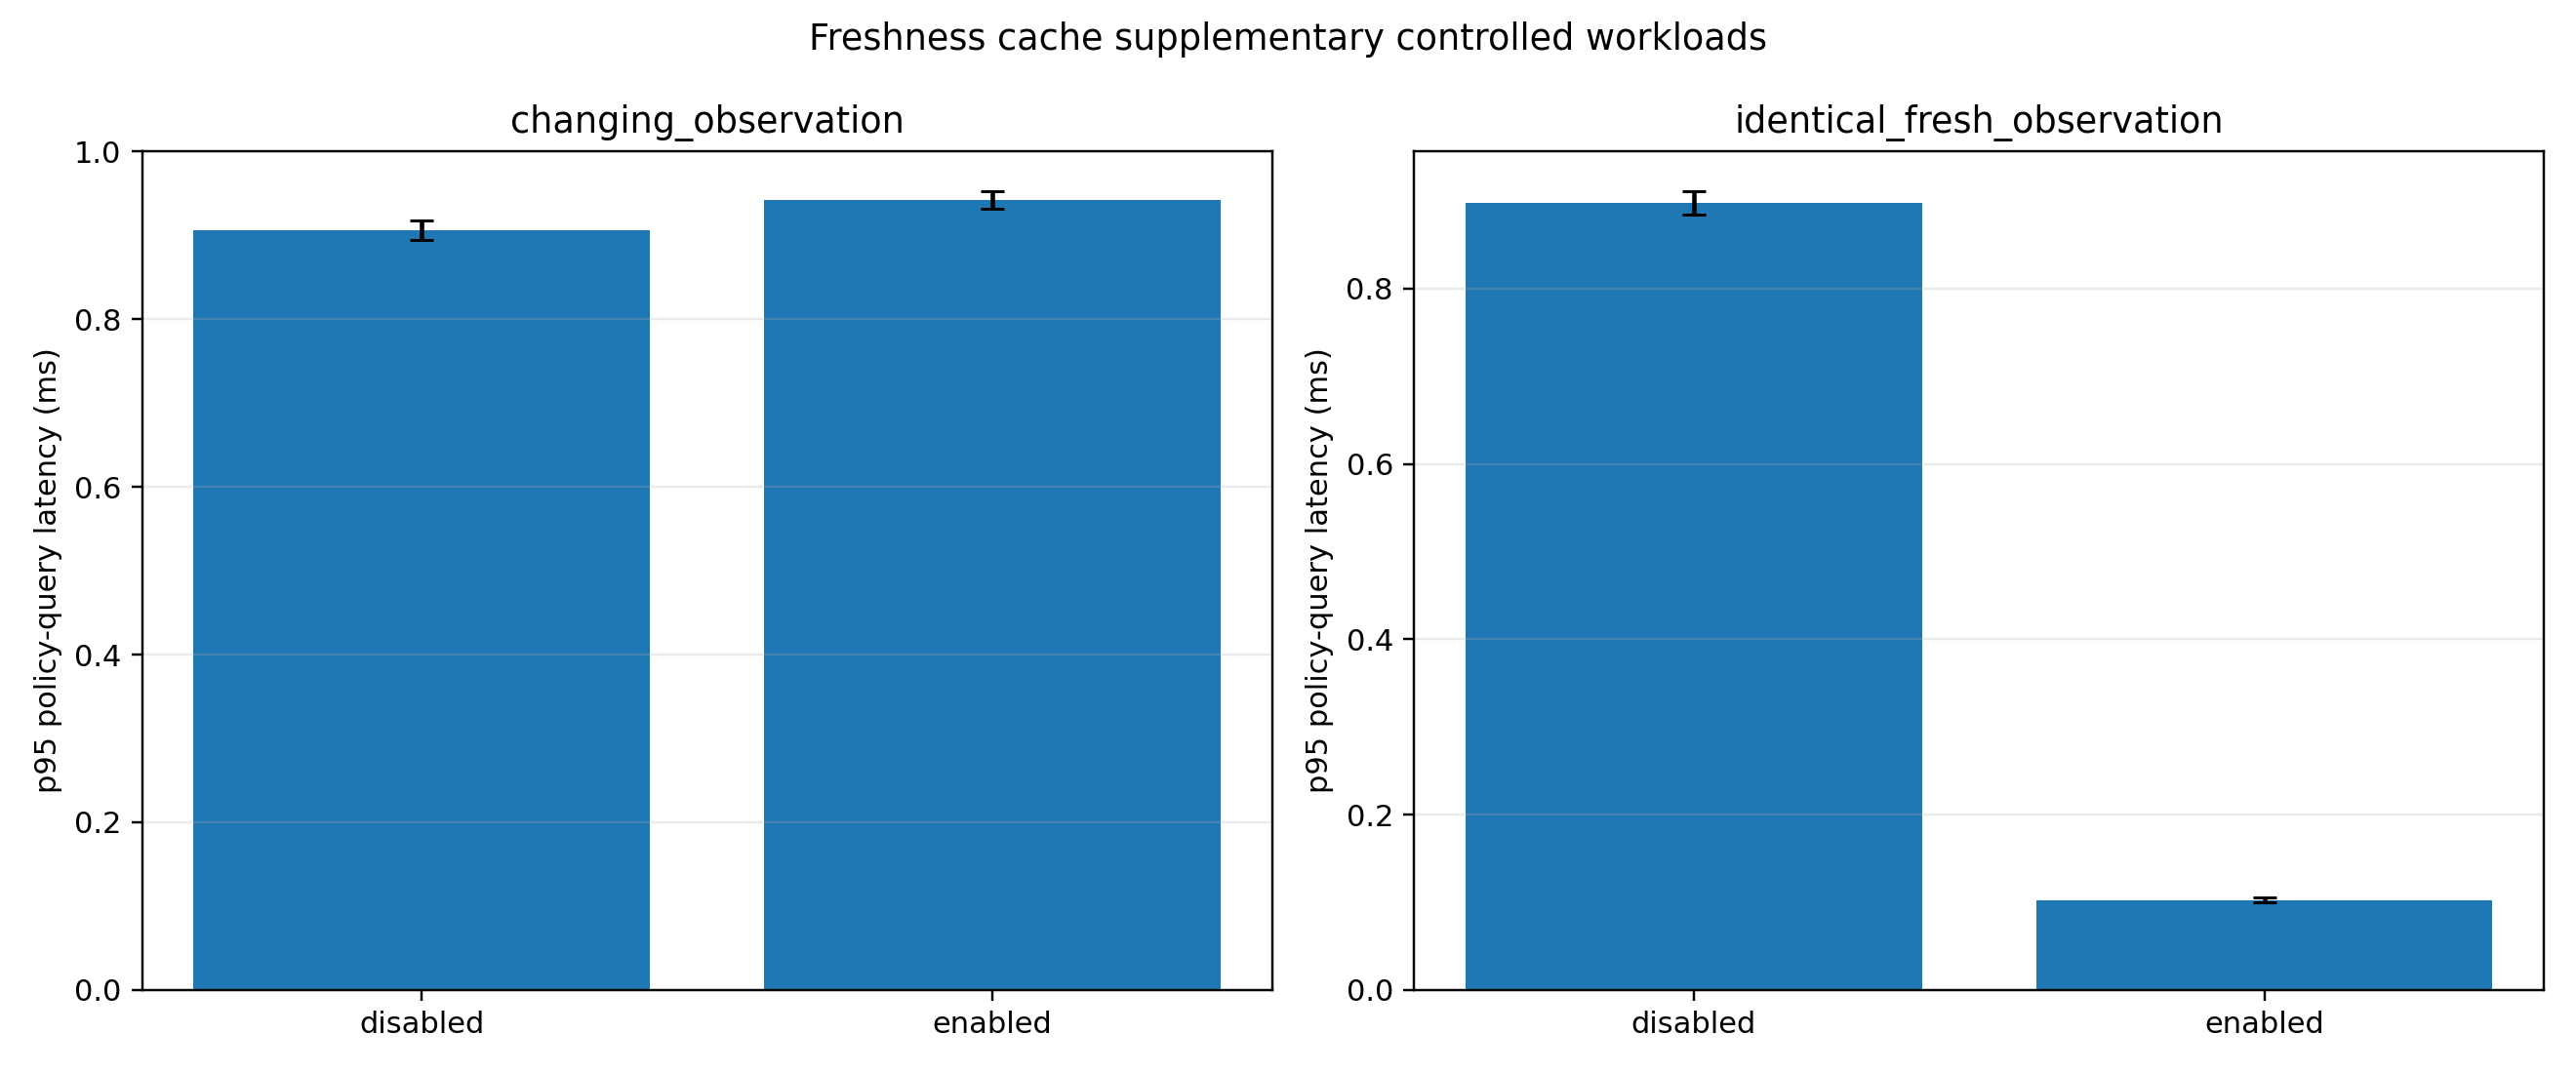 Freshness cache supplementary controlled workloads
changing_observation
p95 policy-query latency (ms)
1.0
0.8
0.6
0.4
0.2
0.0
disabled
enabled
identical_fresh_observation
p95 policy-query latency (ms)
0.8
0.6
0.4
0.2
0.0
disabled
enabled